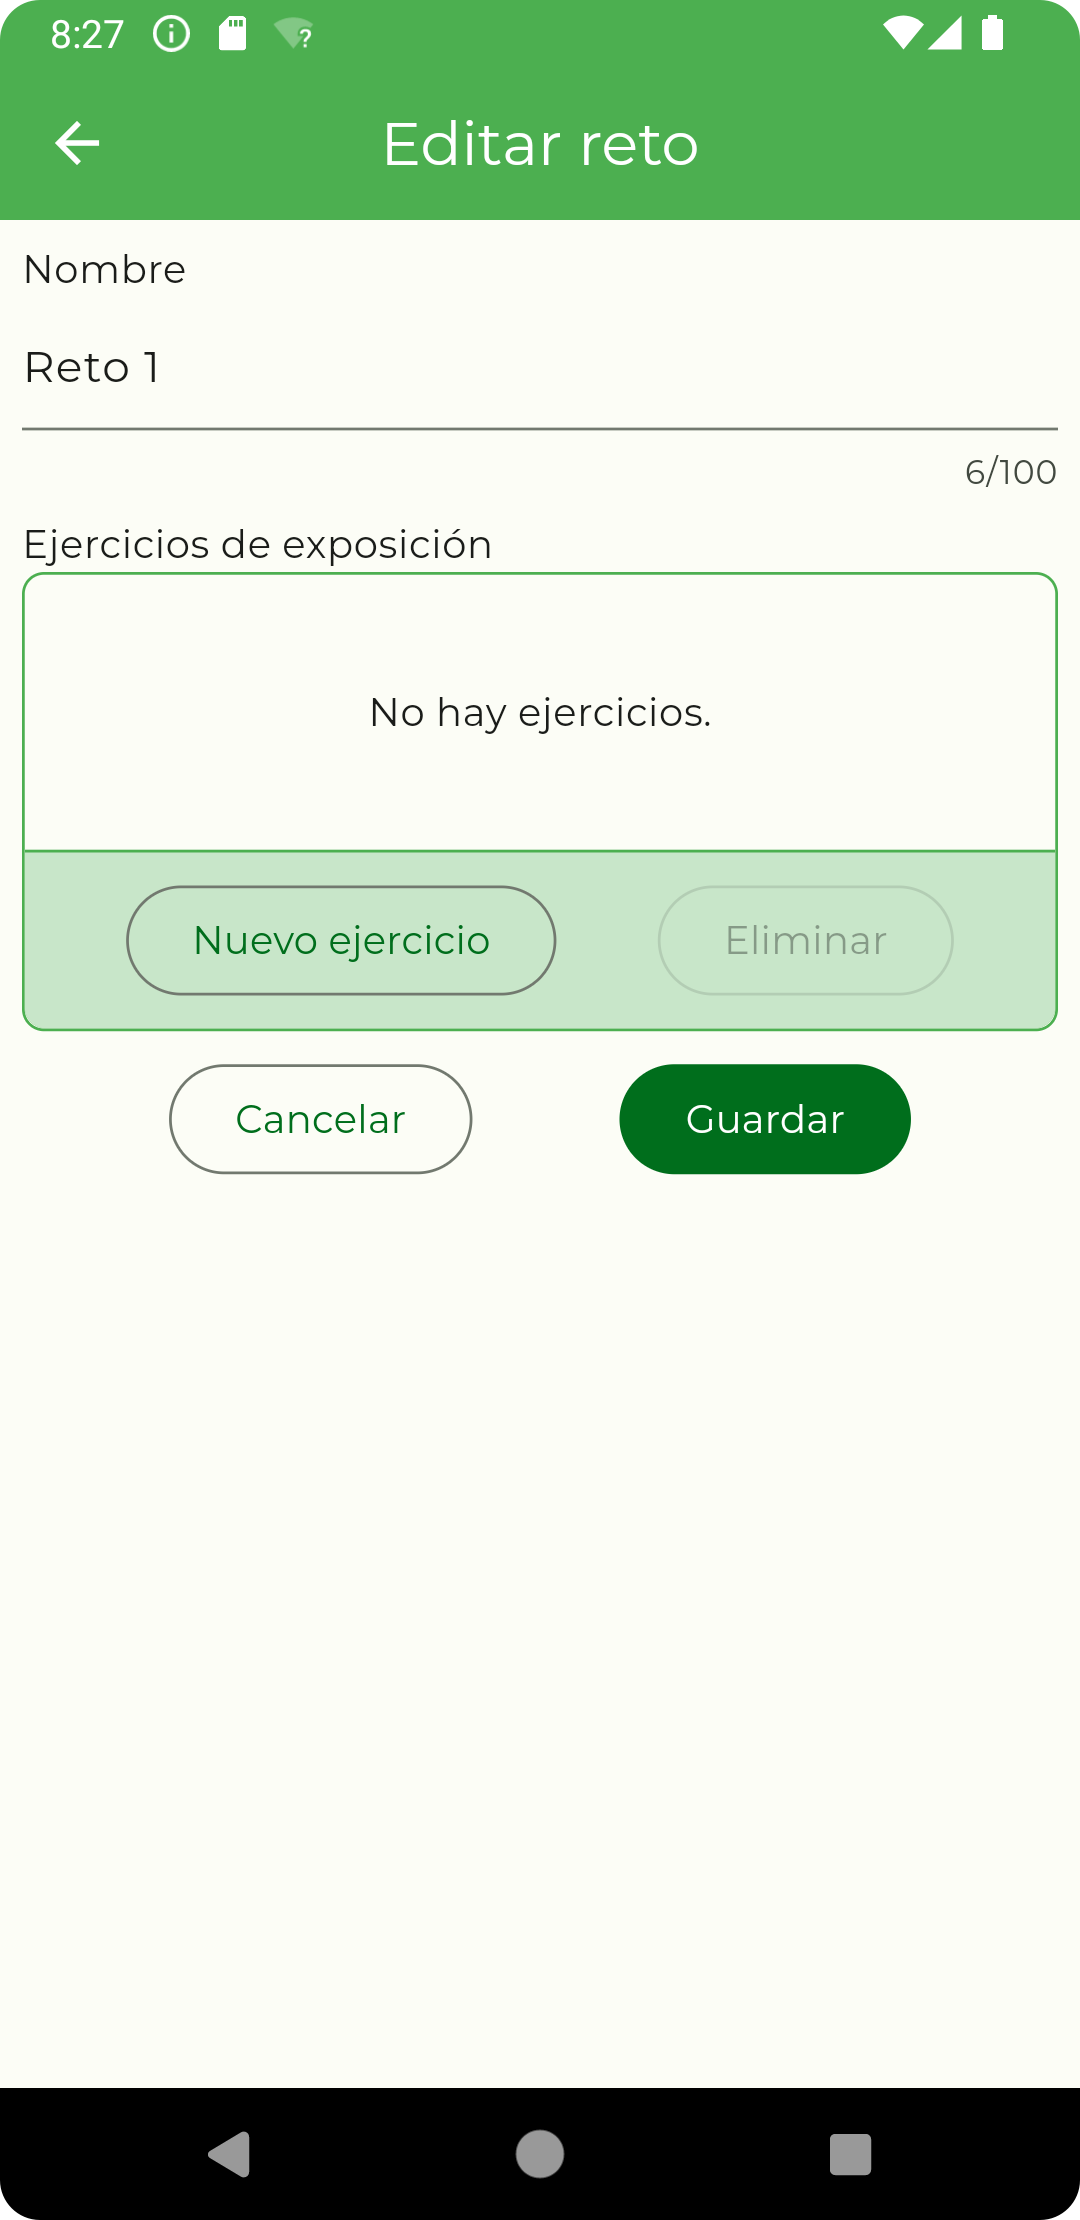 8:27
Editar reto
Nombre
Reto 1
6/100
Ejercicios de exposición
No hay ejercicios.
Nuevo ejercicio
Eliminar
Cancelar
Guardar